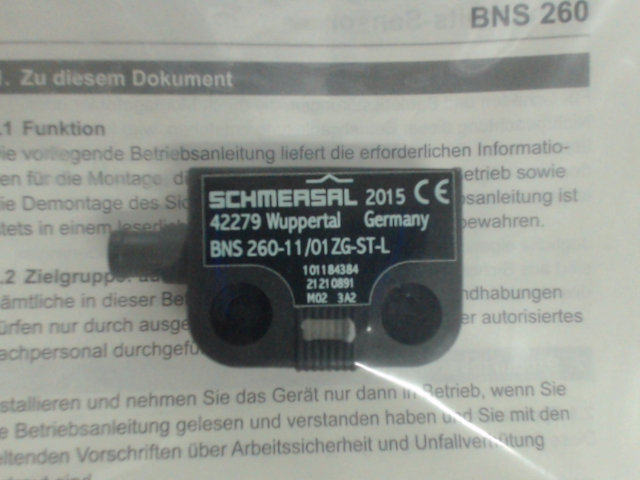 BNS 260
1. Zu diesem Dokument
.1 Funktion
ie vorliegende Betriebsanleitung liefert die erforderlichen Informatio-
en für die Montage, etrieb sowie
ie Demontage des bsanleitung ist
tets in einem bewahren.
SCHMERSAL 2015 CE
42279 Wuppertal Germany
BNS 260-11/01ZG-ST-L
101184384
21210891
M02 3A2
.2 Zielgruppe:
ämtliche in dieser ndhabungen
ürfen nur durch er autorisiertes
achpersonal
stallieren und nehmen Sie das Gerät nur dann in Betrieb, wenn Sie
e Betriebsanleitung gelesen und verstanden haben und Sie mit den
eltenden Vorschriften über Arbeitssicherheit und Unfallverhütung